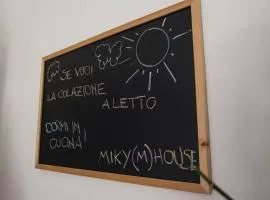 SE VUOI
LA COLAZIONE
A LETTO
DORMI IN
CUCINA!
MIKY(M)HOUSE